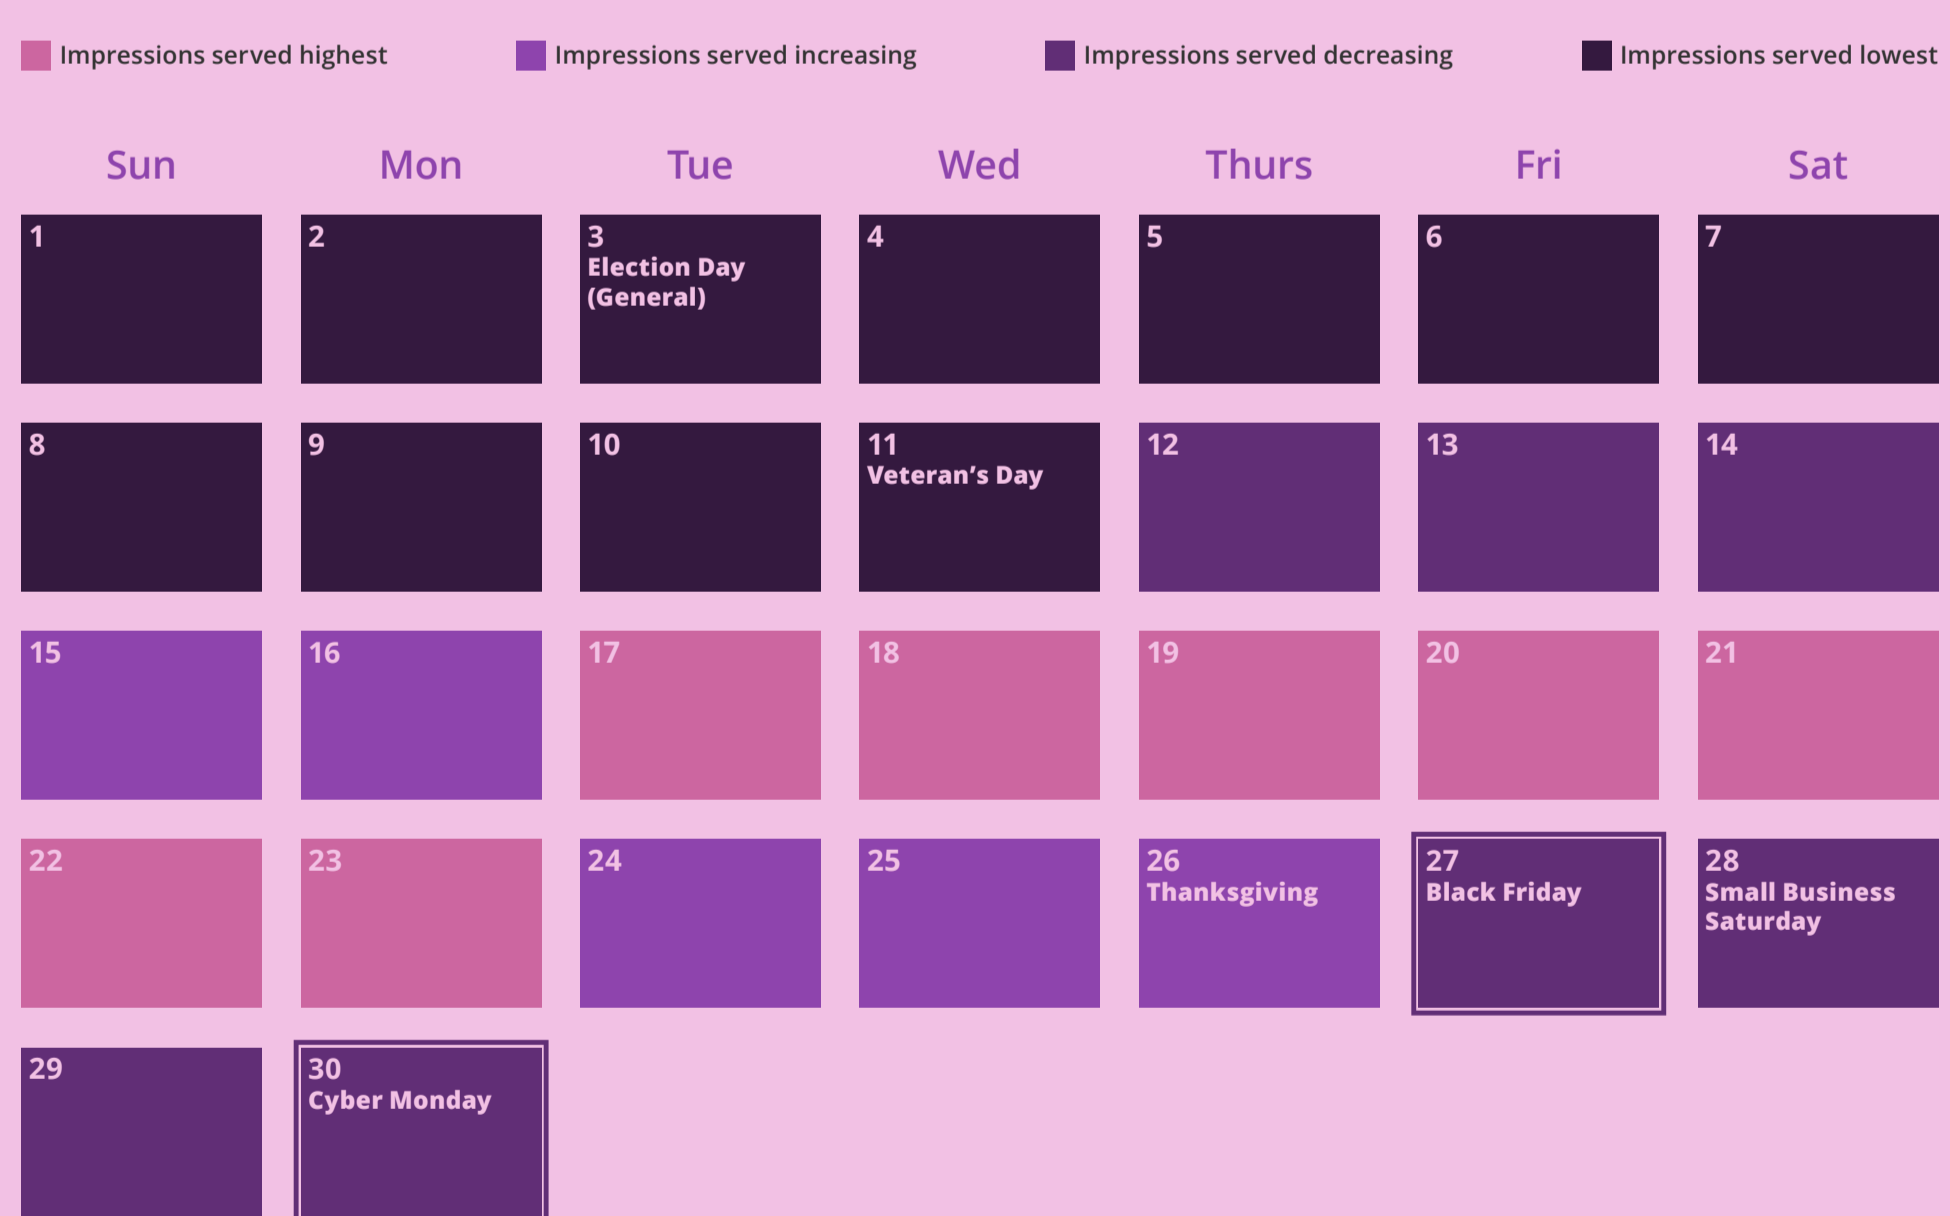 Impressions served highest
Impressions served increasing
Impressions served decreasing
Impressions served lowest
Sun
Mon
Tue
Wed
Thurs
Fri
Sat
1
2
3
Election Day
(General)
4
5
6
7
8
9
10
11
Veteran’s Day
12
13
14
15
16
17
18
19
20
21
22
23
24
25
26
Thanksgiving
27
Black Friday
28
Small Business
Saturday
29
30
Cyber Monday